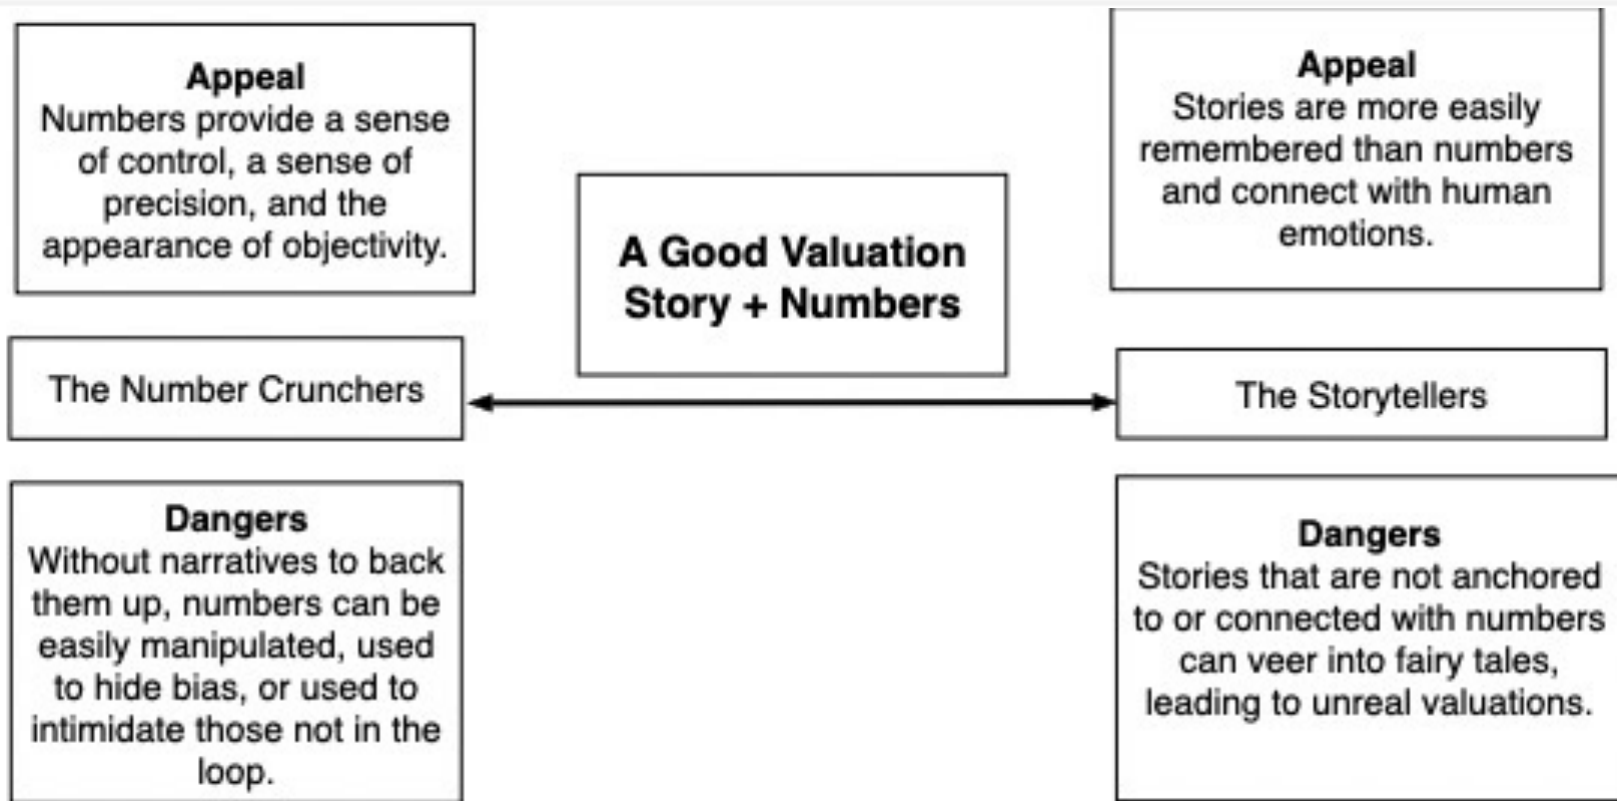 Appeal
Numbers provide a sense
of control, a sense of
precision, and the
appearance of objectivity.
The Number Crunchers
Dangers
Without narratives to back
them up, numbers can be
easily manipulated, used
to hide bias, or used to
intimidate those not in the
loop.
A Good Valuation
Story + Numbers
Appeal
Stories are more easily
remembered than numbers
and connect with human
emotions.
The Storytellers
Dangers
Stories that are not anchored
to or connected with numbers
can veer into fairy tales,
leading to unreal valuations.